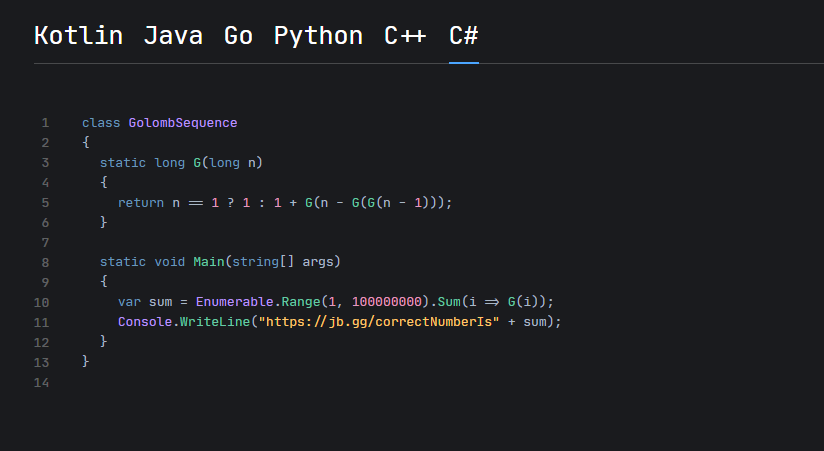 Kotlin Java Go Python C++ C#
1 class GolombSequence
2 {
3 static long G(long n)
4 {
5 return n == 1 ? 1 : 1 + G(n - G(G(n - 1)));
6 }
7
8 static void Main(string[] args)
9 {
10 var sum = Enumerable.Range(1, 100000000).Sum(i => G(i));
11 Console.WriteLine("https://jb.gg/correctNumberIs" + sum);
12 }
13 }
14